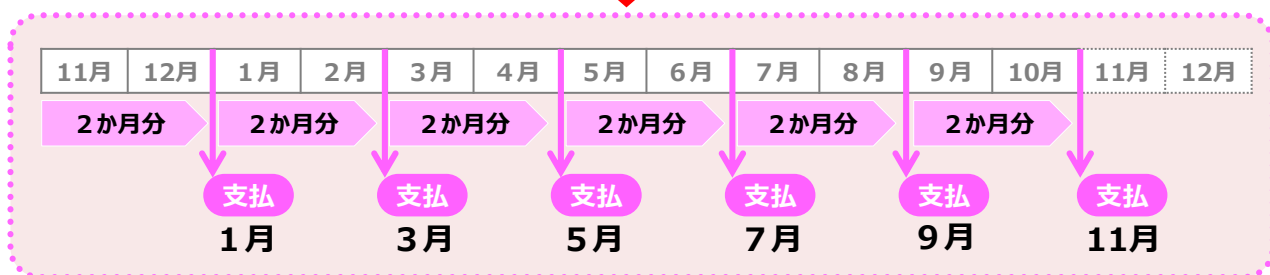 11月 12月 1月 2月 3月 4月 5月 6月 7月 8月 9月 10月 11月 12月
2か月分 2か月分 2か月分 2か月分 2か月分 2か月分
支払 支払 支払 支払 支払 支払
1月 3月 5月 7月 9月 11月